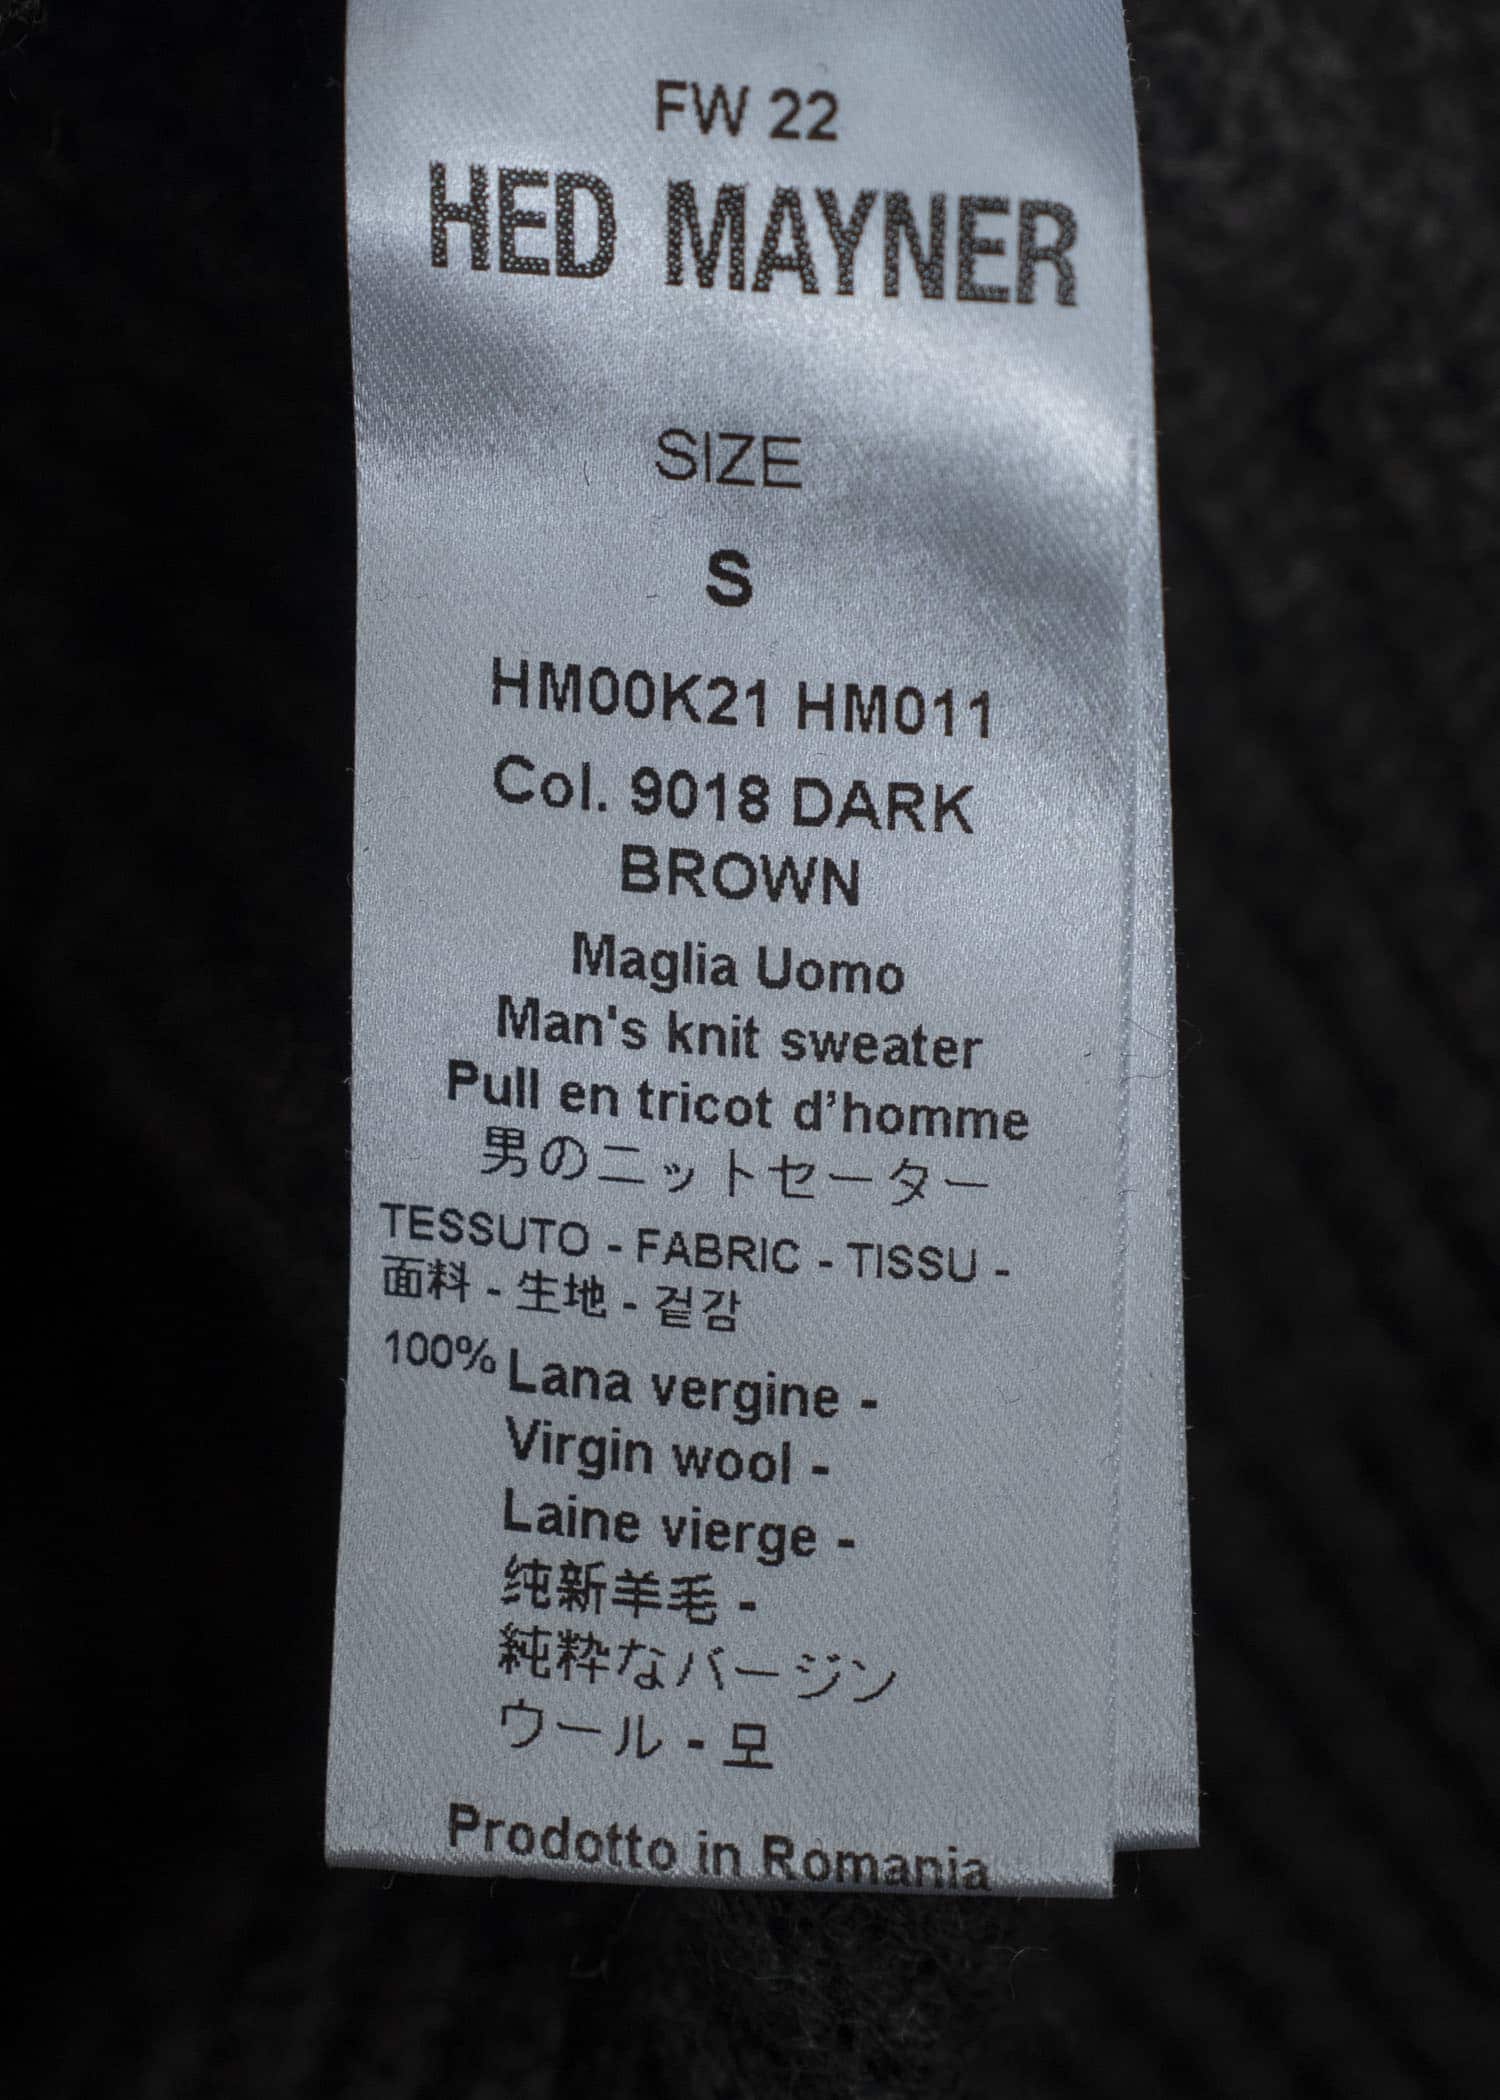 FW 22
HED MAYNER
SIZE
S
HM00K21 HM011
Col. 9018 DARK
BROWN
Maglia Uomo
Man's knit sweater
Pull en tricot d’homme
男のニットセーター
TESSUTO - FABRIC - TISSU -
面料 - 生地 - 겉감
100% Lana vergine -
Virgin wool -
Laine vierge -
纯新羊毛 -
純粋なバージン
ウール - 모
Prodotto in Romania